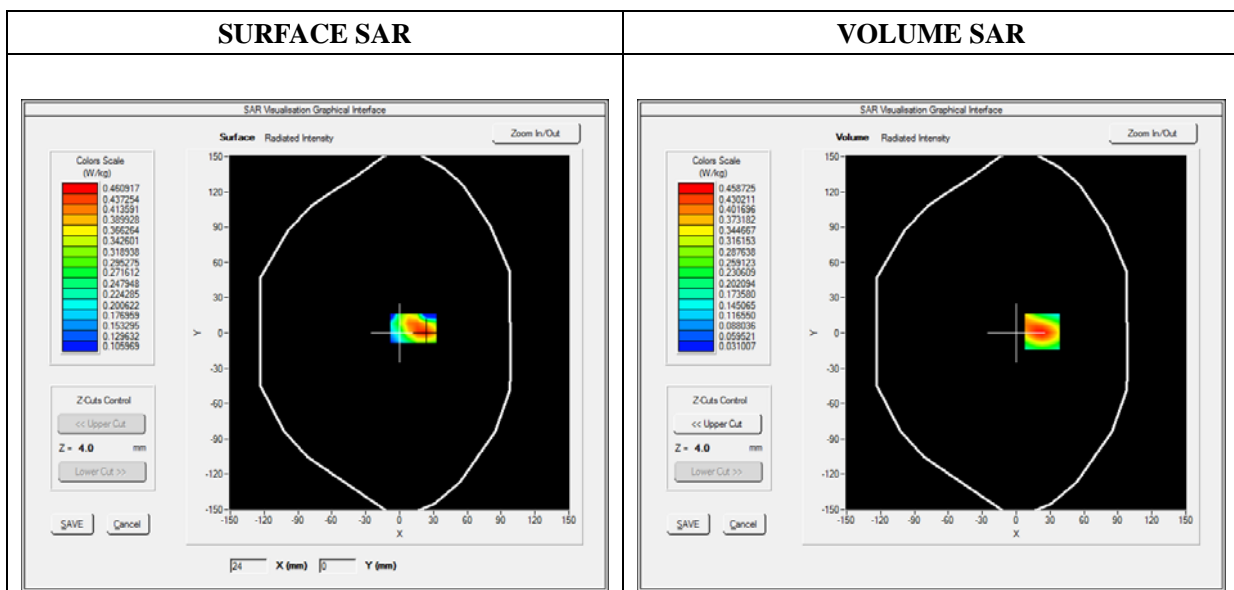 SURFACE SAR
VOLUME SAR
SAR Visualisation Graphical Interface
Surface Radiated Intensity
Zoom In/Out
Colors Scale
(W/kg)
0.460917
0.437254
0.413591
0.389928
0.366264
0.342601
0.318938
0.295275
0.271612
0.247948
0.224285
0.200622
0.176959
0.153295
0.129632
0.105969
Z-Cuts Control
<< Upper Cut
Z = 4.0 mm
Lower Cut >>
SAVE Cancel
150
120
90
60
30
0
-30
-60
-90
-120
-150
Y
-150 -120 -90 -60 -30 0 30 60 90 120 150
X
24 X (mm) 0 Y (mm)
SAR Visualisation Graphical Interface
Volume Radiated Intensity
Zoom In/Out
Colors Scale
(W/kg)
0.458725
0.430211
0.401696
0.373182
0.344667
0.316153
0.287638
0.259123
0.230609
0.202094
0.173580
0.145065
0.116550
0.088036
0.059521
0.031007
Z-Cuts Control
<< Upper Cut
Z = 4.0 mm
Lower Cut >>
SAVE Cancel
150
120
90
60
30
0
-30
-60
-90
-120
-150
Y
-150 -120 -90 -60 -30 0 30 60 90 120 150
X